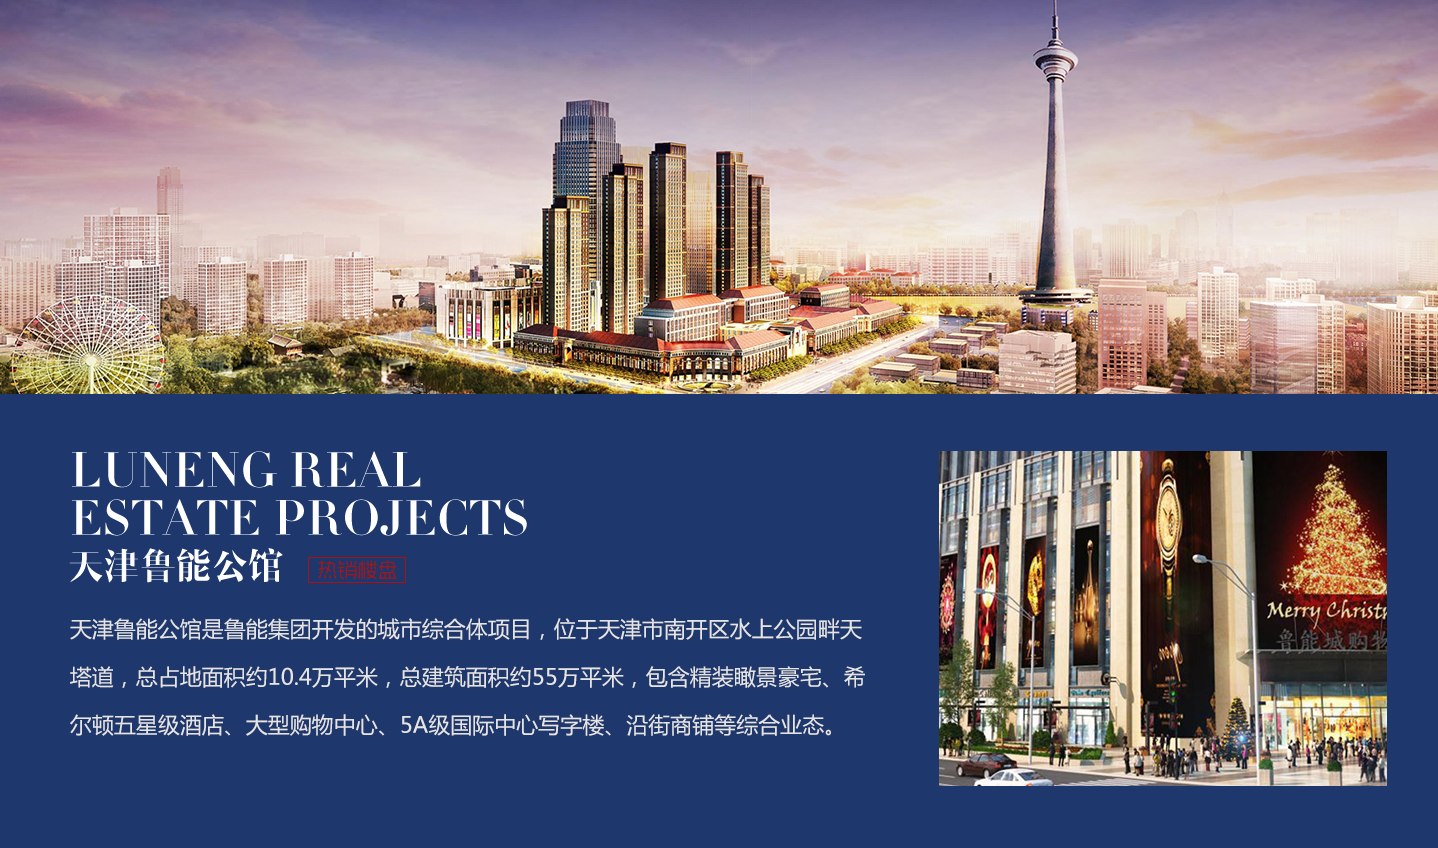 LUNENG REAL
ESTATE PROJECTS
天津鲁能公馆
热销楼盘
天津鲁能公馆是鲁能集团开发的城市综合体项目，位于天津市南开区水上公园畔天
塔道，总占地面积约10.4万平米，总建筑面积约55万平米，包含精装瞰景豪宅、希
尔顿五星级酒店、大型购物中心、5A级国际中心写字楼、沿街商铺等综合业态。
Merry Christ
鲁能城购物